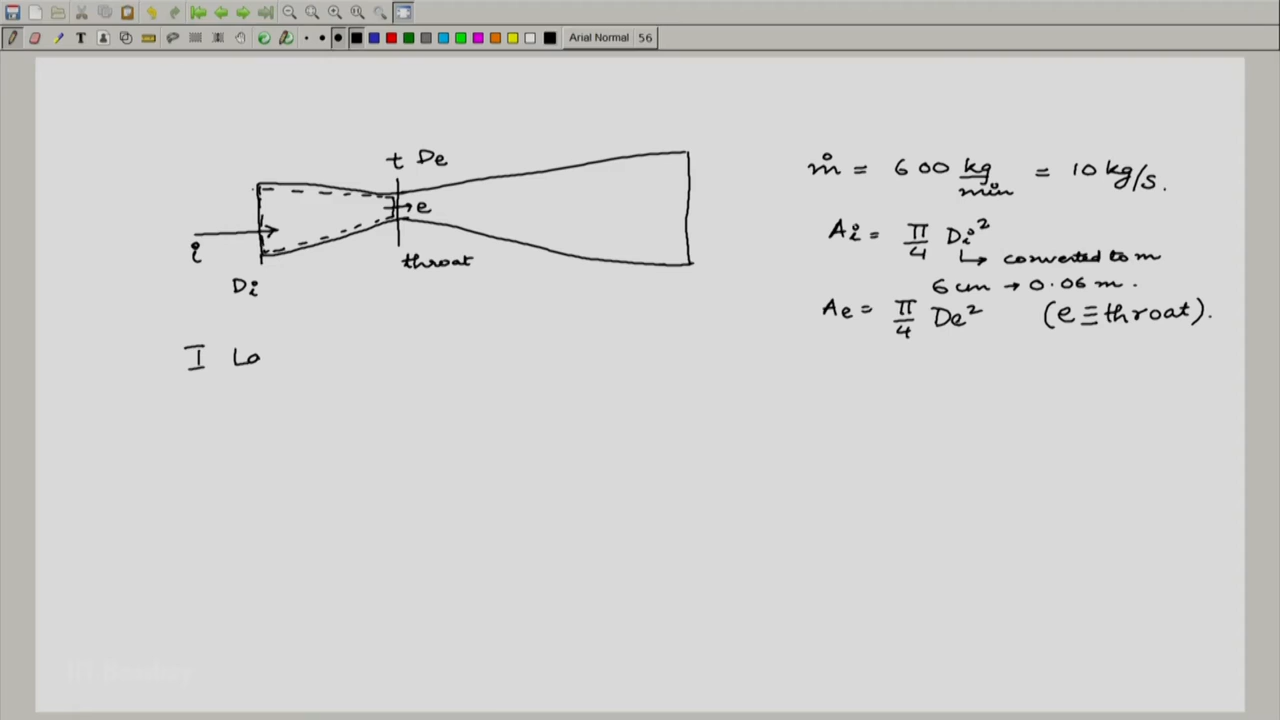 Arial Normal 56
t De
e
i
throat
Di
ṁ = 600 kg/min = 10 kg/s.
Ai = π/4 Di²
↳ converted to m
6 cm → 0.06 m.
Ae = π/4 De² (e ≡ throat).
I La